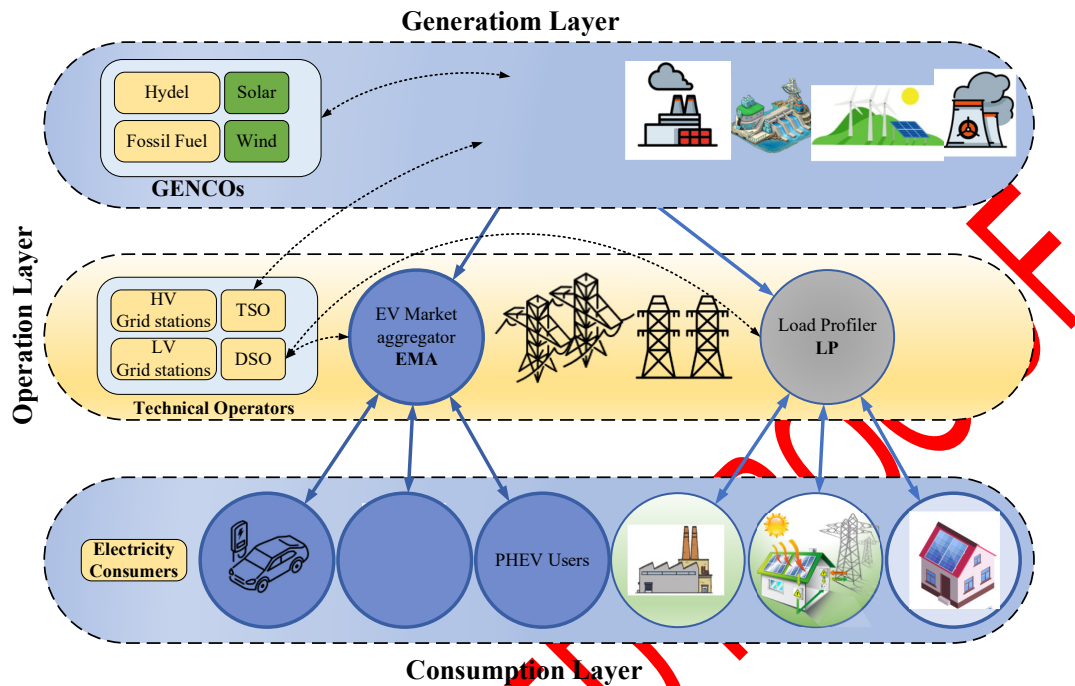 Generatiom Layer
Hydel
Solar
Fossil Fuel
Wind
GENCOs
Operation Layer
HV
Grid stations
TSO
LV
Grid stations
DSO
Technical Operators
EV Market
aggregator
EMA
Load Profiler
LP
Electricity
Consumers
PHEV Users
Consumption Layer